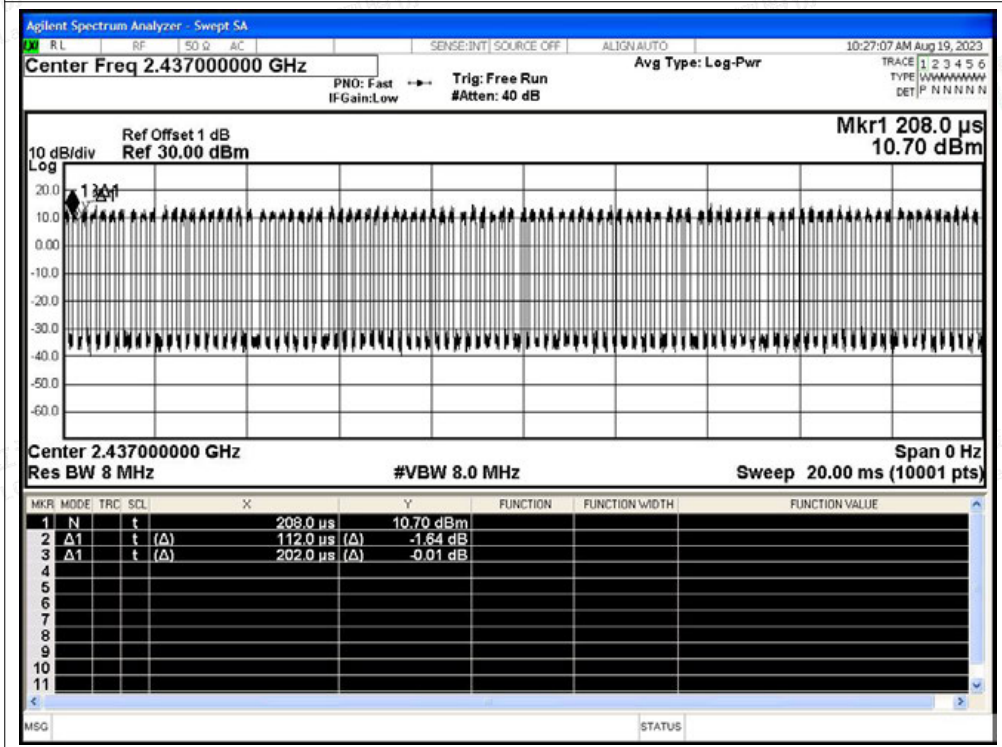 Agilent Spectrum Analyzer - Swept SA
RL RF 50 Ω AC SENSE:INT SOURCE OFF ALIGN AUTO 10:27:07 AM Aug 19, 2023
Center Freq 2.437000000 GHz Avg Type: Log-Pwr TRACE 1 2 3 4 5 6
PNO: Fast Trig: Free Run TYPE WWWWWW
IFGain:Low #Atten: 40 dB DET P N N N N N
Mkr1 208.0 µs
Ref Offset 1 dB
10 dB/div Ref 30.00 dBm 10.70 dBm
Log
20.0
10.0
0.00
-10.0
-20.0
-30.0
-40.0
-50.0
-60.0
Center 2.437000000 GHz Span 0 Hz
Res BW 8 MHz #VBW 8.0 MHz Sweep 20.00 ms (10001 pts)
MKR MODE TRC SCL X Y FUNCTION FUNCTION WIDTH FUNCTION VALUE
1 N t 208.0 µs 10.70 dBm
2 Δ1 t (Δ) 112.0 µs (Δ) -1.64 dB
3 Δ1 t (Δ) 202.0 µs (Δ) -0.01 dB
4
5
6
7
8
9
10
11
MSG STATUS